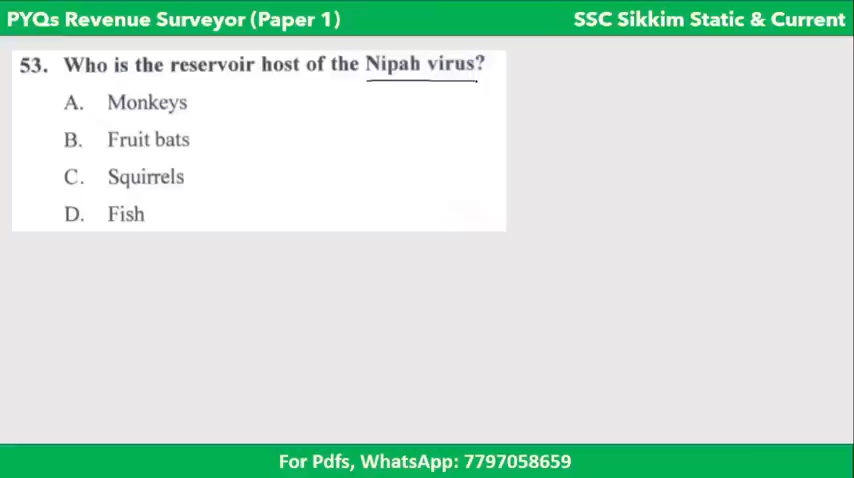 PYQs Revenue Surveyor (Paper 1)
SSC Sikkim Static & Current
53. Who is the reservoir host of the Nipah virus?
A. Monkeys
B. Fruit bats
C. Squirrels
D. Fish
For Pdfs, WhatsApp: 7797058659